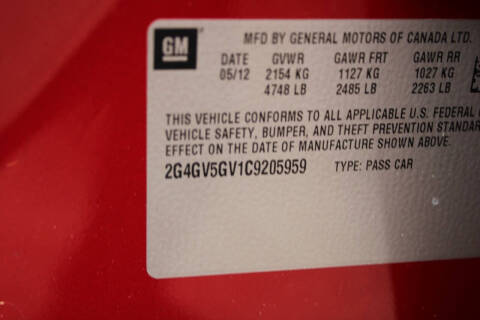 GM
MFD BY GENERAL MOTORS OF CANADA LTD.
DATE GVWR GAWR FRT GAWR RR
05/12 2154 KG 1127 KG 1027 KG
4748 LB 2485 LB 2263 LB
THIS VEHICLE CONFORMS TO ALL APPLICABLE U.S. FEDERAL
VEHICLE SAFETY, BUMPER, AND THEFT PREVENTION STANDA
EFFECT ON THE DATE OF MANUFACTURE SHOWN ABOVE.
2G4GV5GV1C9205959 TYPE: PASS CAR